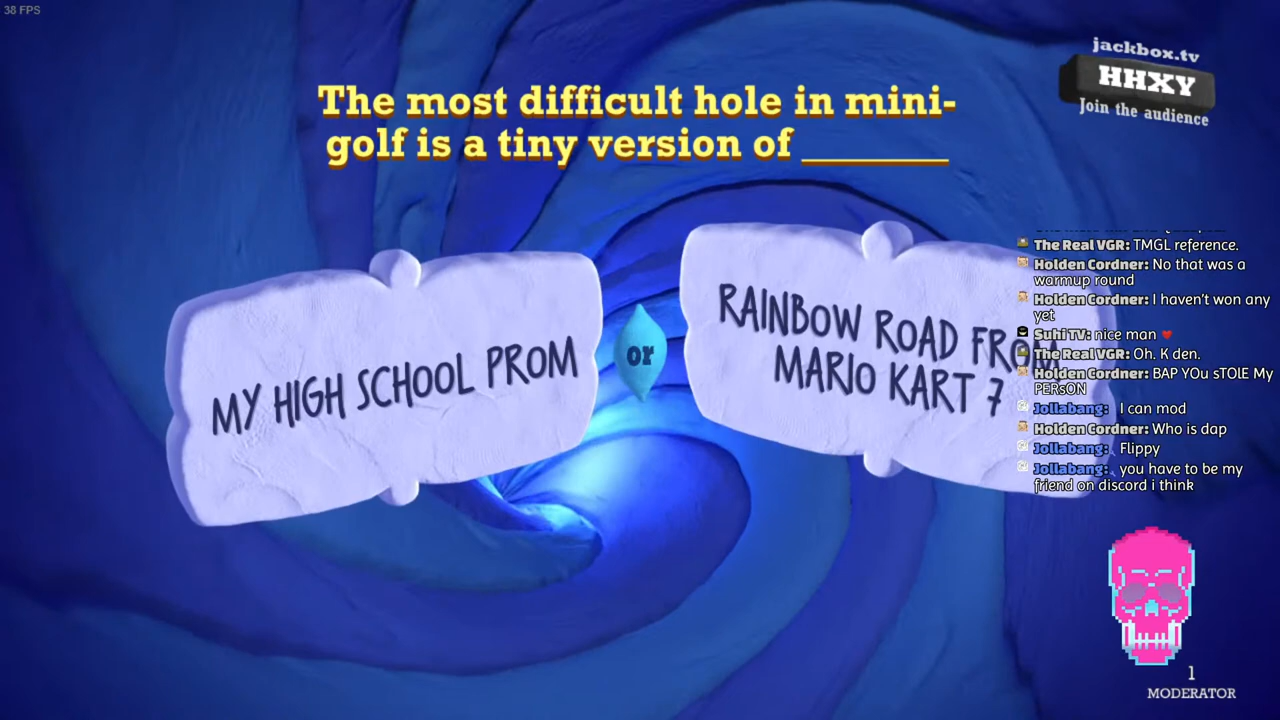 38 FPS
jackbox.tv
HHXY
Join the audience
The most difficult hole in mini-
golf is a tiny version of ________
MY HIGH SCHOOL PROM
or
RAINBOW ROAD FROM
MARIO KART 7
The Real VGR: TMGL reference.
Holden Cordner: No that was a
warmup round
Holden Cordner: I haven't won any
yet
SuhiTV: nice man ❤
The Real VGR: Oh. K den.
Holden Cordner: BAP YOu sTOlE My
PERsON
Jollabang: I can mod
Holden Cordner: Who is dap
Jollabang: Flippy
Jollabang: you have to be my
friend on discord i think
1
MODERATOR